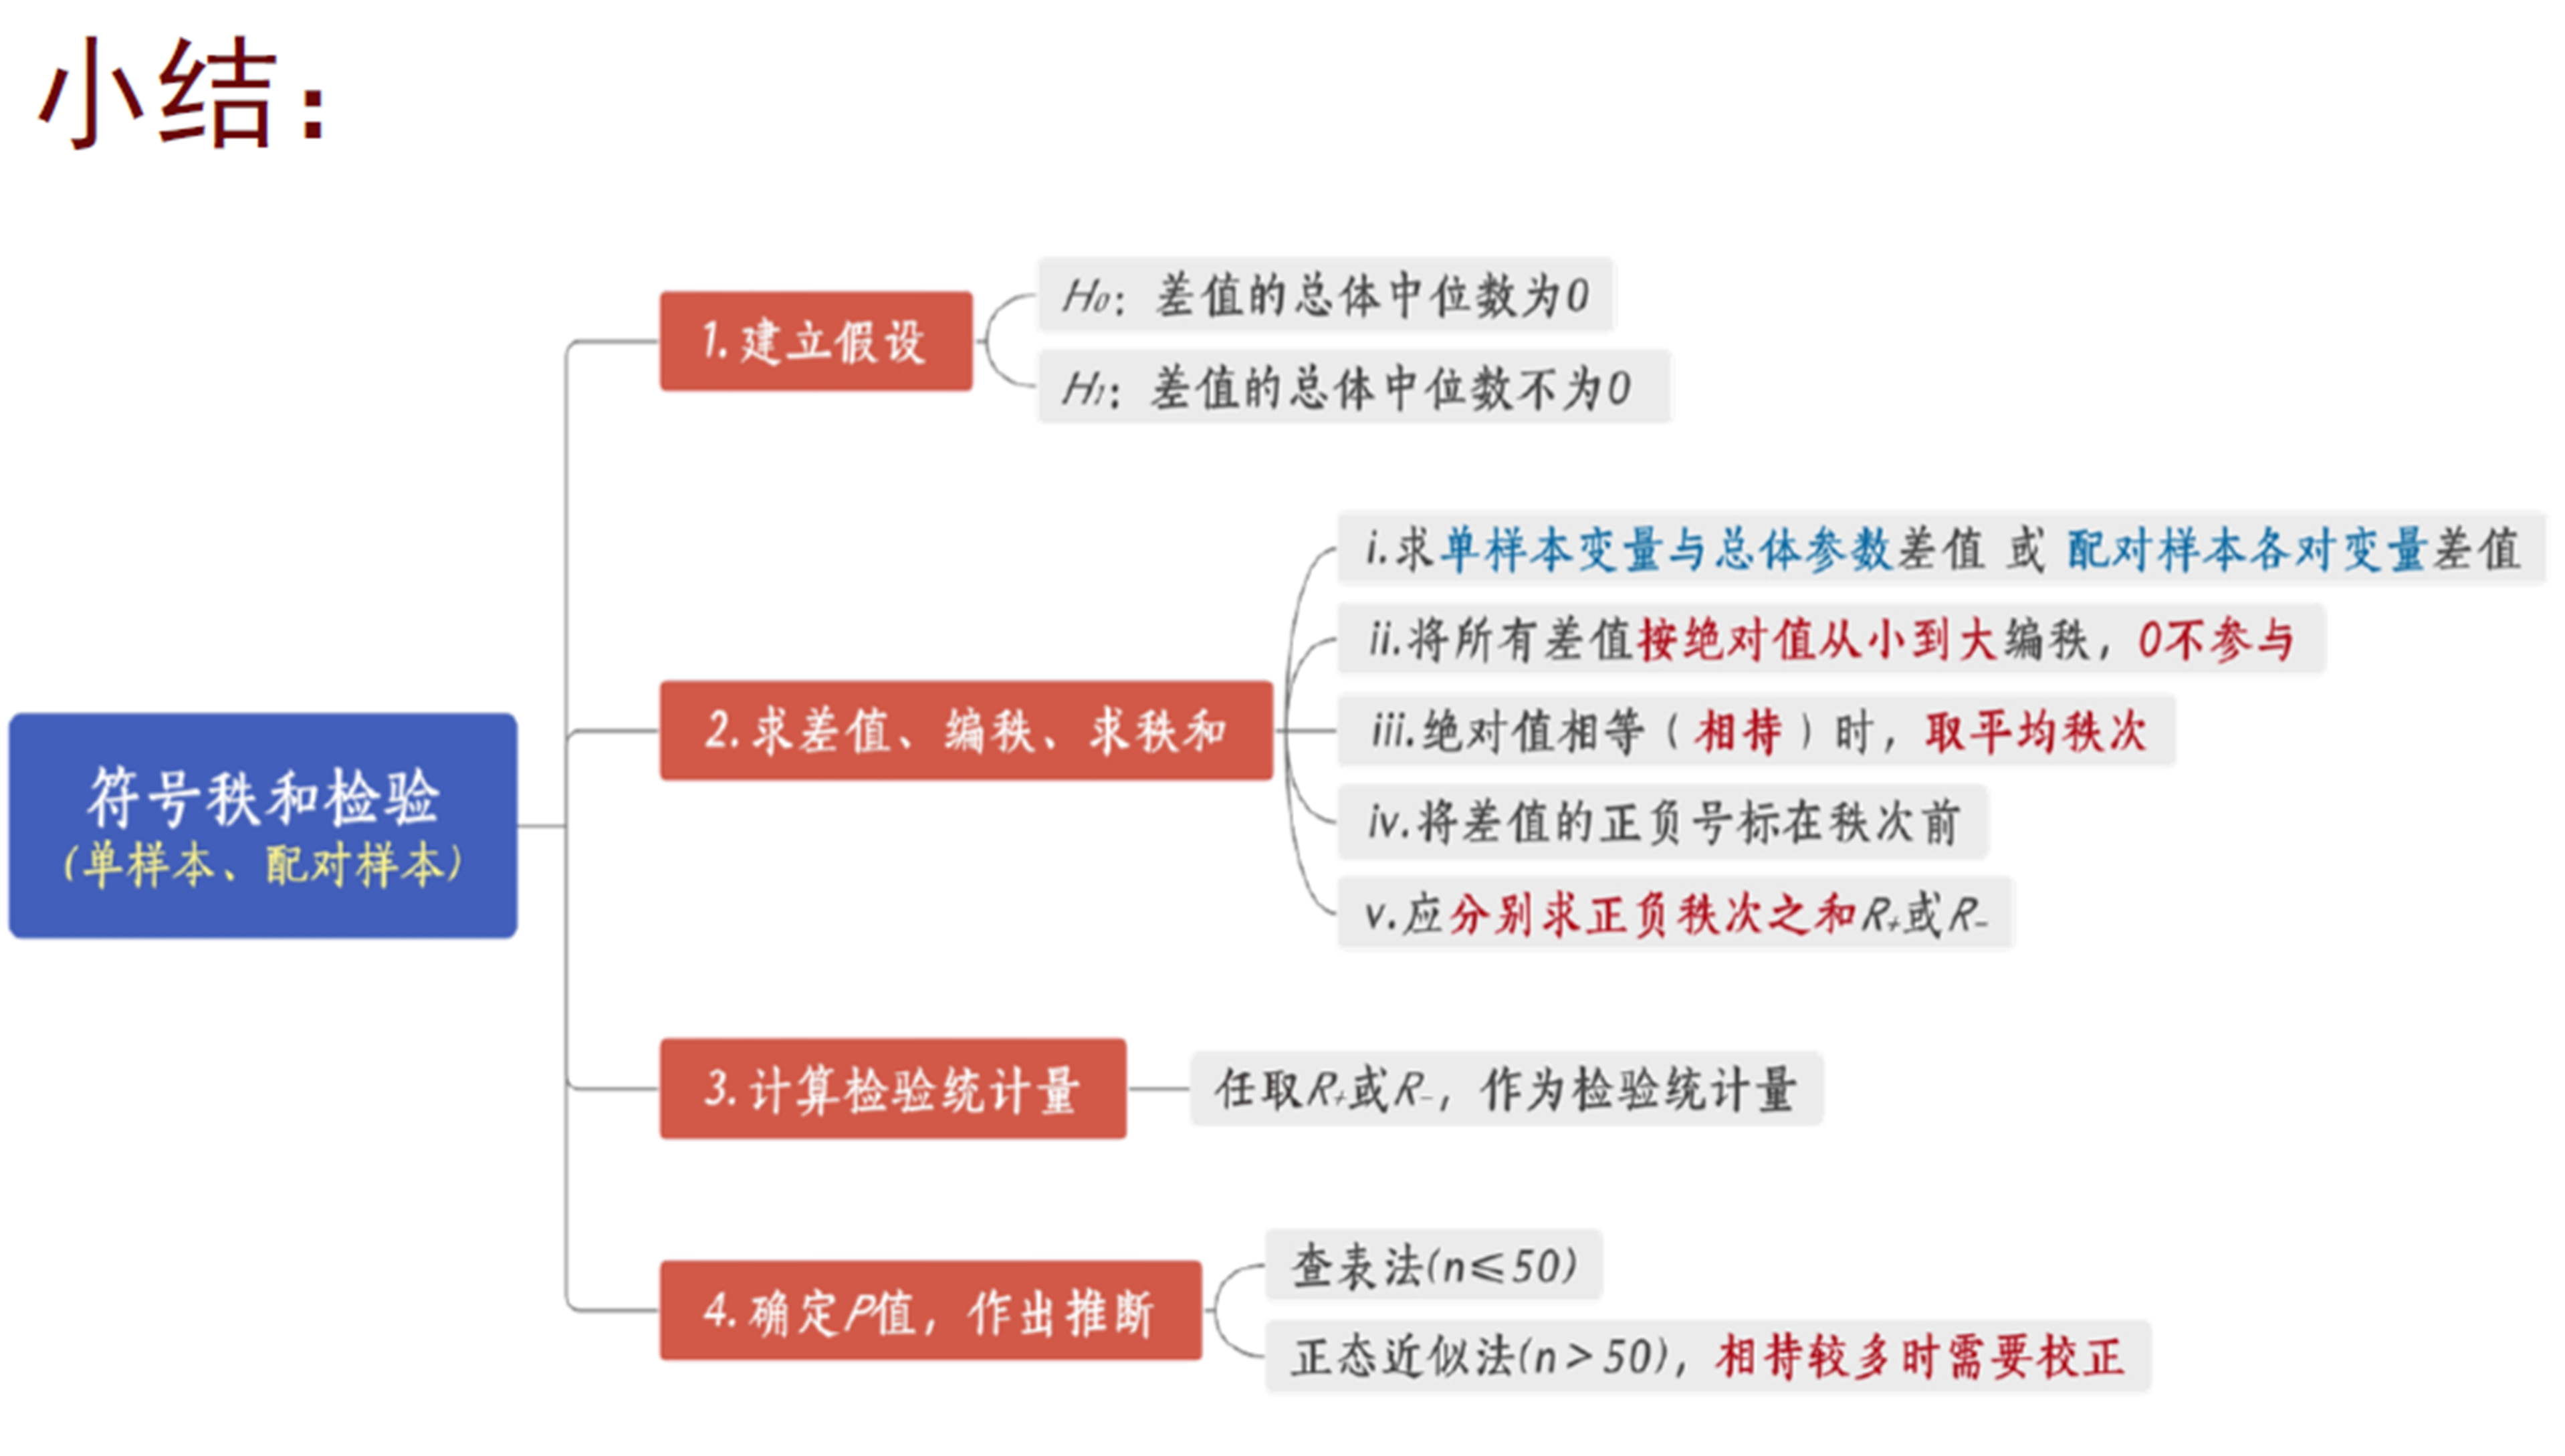 小结：
符号秩和检验
(单样本、配对样本)
1.建立假设
H₀：差值的总体中位数为0
H₁：差值的总体中位数不为0
2.求差值、编秩、求秩和
i.求单样本变量与总体参数差值 或 配对样本各对变量差值
ii.将所有差值按绝对值从小到大编秩，0不参与
iii.绝对值相等（相持）时，取平均秩次
iv.将差值的正负号标在秩次前
v.应分别求正负秩次之和R₊或R₋
3.计算检验统计量
任取R₊或R₋，作为检验统计量
4.确定P值，作出推断
查表法(n≤50)
正态近似法(n＞50)，相持较多时需要校正